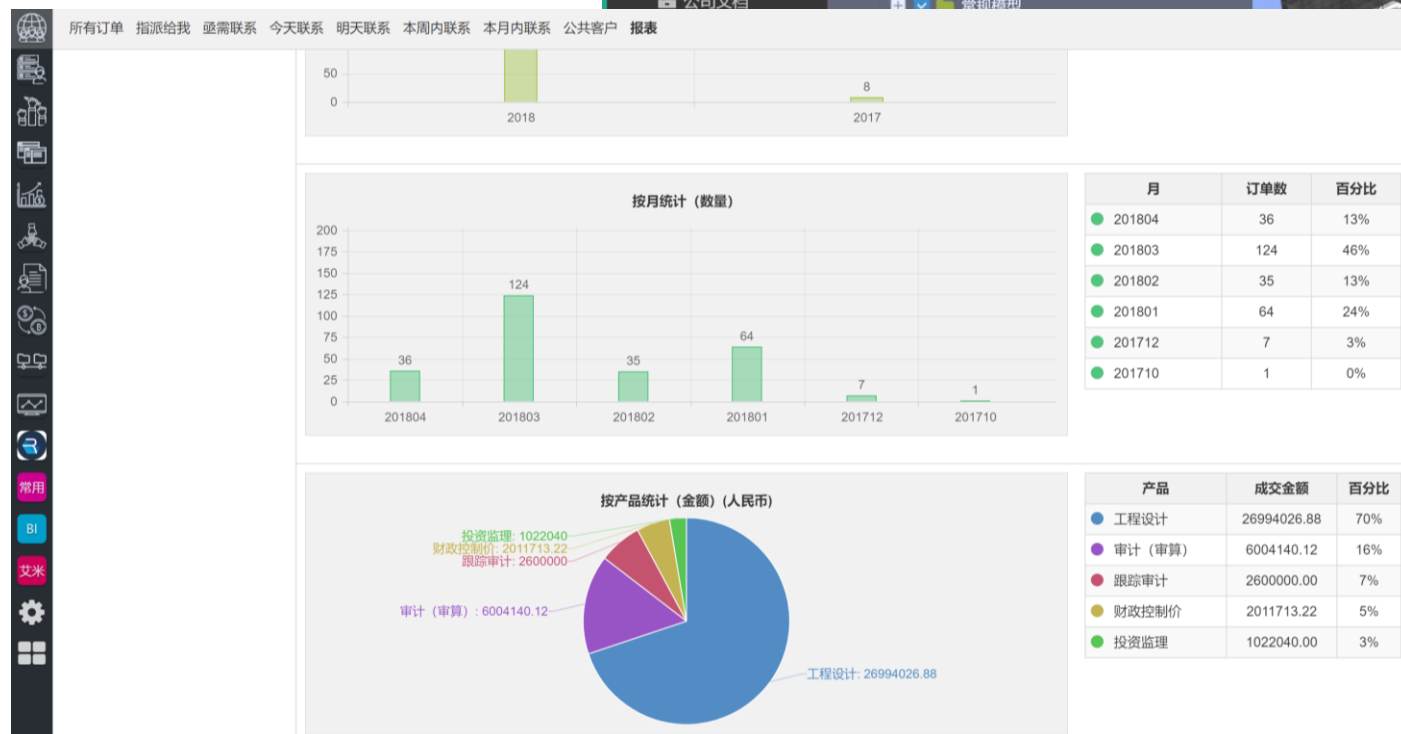 公司文档
所有订单 指派给我 亟需联系 今天联系 明天联系 本周内联系 本月内联系 公共客户 报表
50
0
8
2018 2017
按月统计（数量）
200
175
150
125
100
75
50
25
0
36 124 35 64 7 1
201804 201803 201802 201801 201712 201710
月 订单数 百分比
201804 36 13%
201803 124 46%
201802 35 13%
201801 64 24%
201712 7 3%
201710 1 0%
常用
BI
艾米
按产品统计（金额）(人民币)
投资监理: 1022040
财政控制价: 2011713.22
跟踪审计: 2600000
审计（审算）: 6004140.12
工程设计: 26994026.88
产品 成交金额 百分比
工程设计 26994026.88 70%
审计（审算） 6004140.12 16%
跟踪审计 2600000.00 7%
财政控制价 2011713.22 5%
投资监理 1022040.00 3%